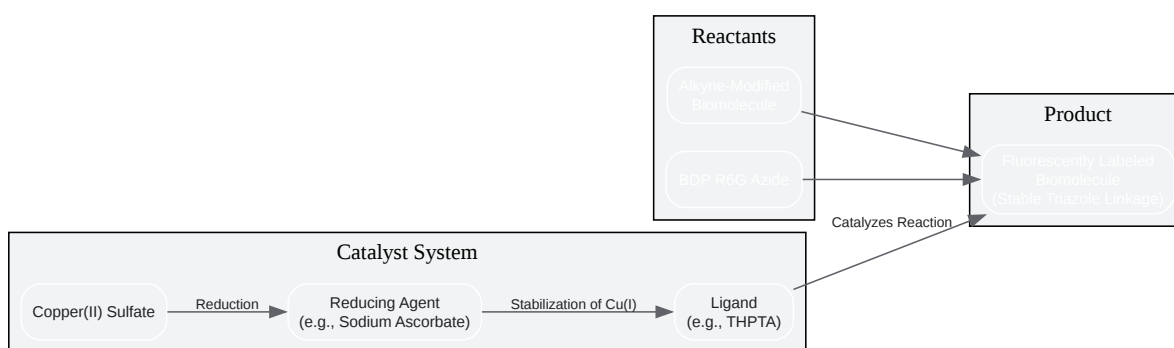 Reactants
Alkyne-Modified
Biomolecule
BDP R6G Azide
Product
Fluorescently Labeled
Biomolecule
(Stable Triazole Linkage)
Catalyzes Reaction
Catalyst System
Copper(II) Sulfate
Reduction
Reducing Agent
(e.g., Sodium Ascorbate)
Stabilization of Cu(I)
Ligand
(e.g., THPTA)